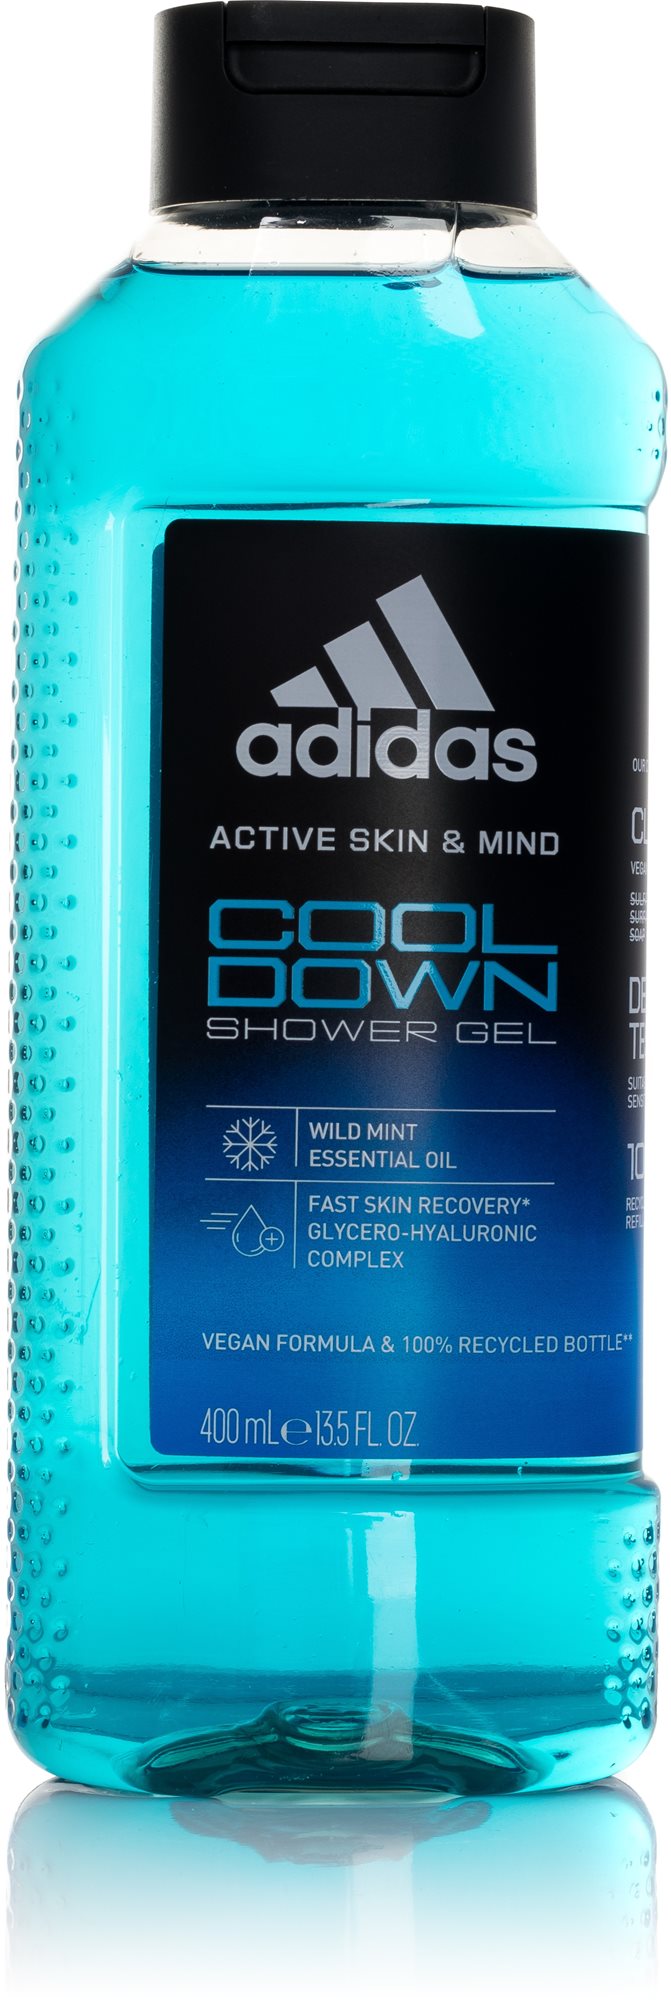 adidas
ACTIVE SKIN & MIND
COOL
DOWN
SHOWER GEL
WILD MINT
ESSENTIAL OIL
FAST SKIN RECOVERY*
GLYCERO-HYALURONIC
COMPLEX
VEGAN FORMULA & 100% RECYCLED BOTTLE**
400 mL e 13.5 FL. OZ.
OUR